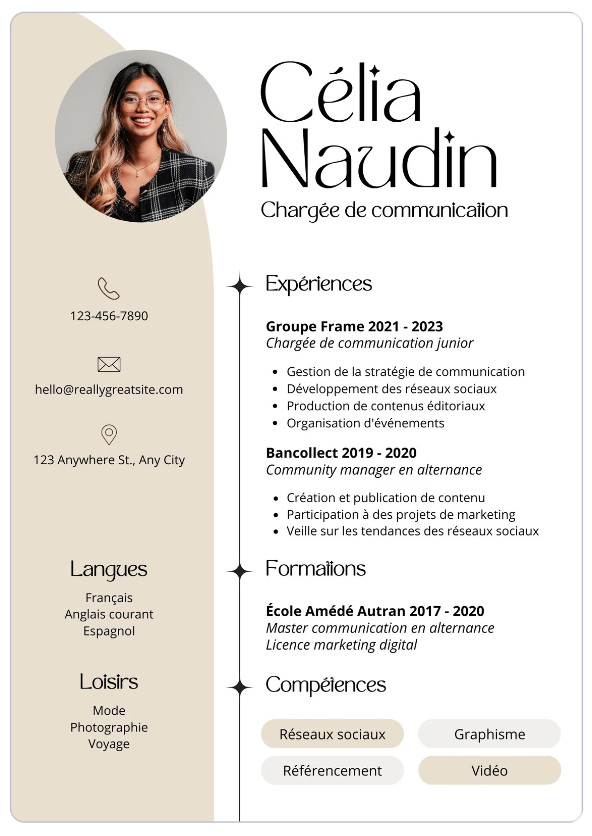 Célia
Naudin
Chargée de communication
123-456-7890
hello@reallygreatsite.com
123 Anywhere St., Any City
Langues
Français
Anglais courant
Espagnol
Loisirs
Mode
Photographie
Voyage
Expériences
Groupe Frame 2021 - 2023
Chargée de communication junior
• Gestion de la stratégie de communication
• Développement des réseaux sociaux
• Production de contenus éditoriaux
• Organisation d'événements
Bancollect 2019 - 2020
Community manager en alternance
• Création et publication de contenu
• Participation à des projets de marketing
• Veille sur les tendances des réseaux sociaux
Formations
École Amédé Autran 2017 - 2020
Master communication en alternance
Licence marketing digital
Compétences
Réseaux sociaux
Graphisme
Référencement
Vidéo